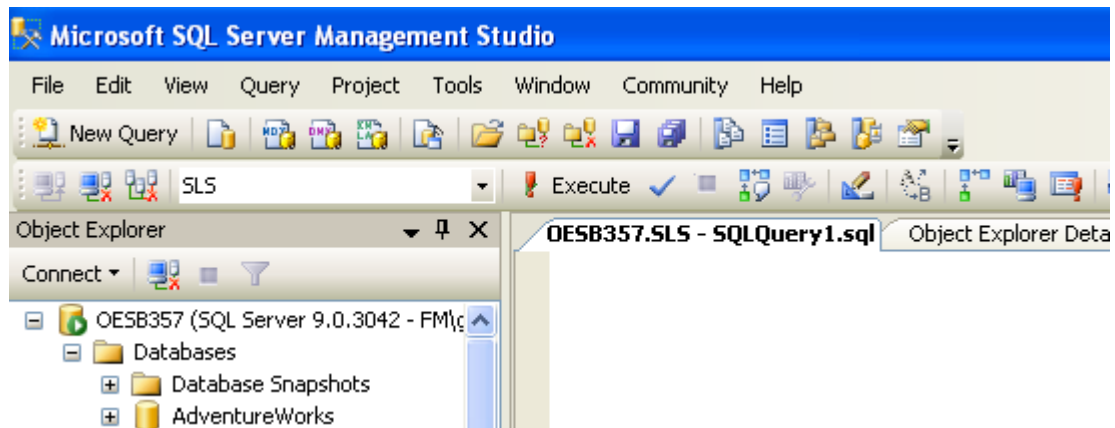 Microsoft SQL Server Management Studio
File Edit View Query Project Tools Window Community Help
New Query
SLS Execute
Object Explorer
OESB357.SLS - SQLQuery1.sql Object Explorer Deta
Connect
OESB357 (SQL Server 9.0.3042 - FM\
Databases
Database Snapshots
AdventureWorks